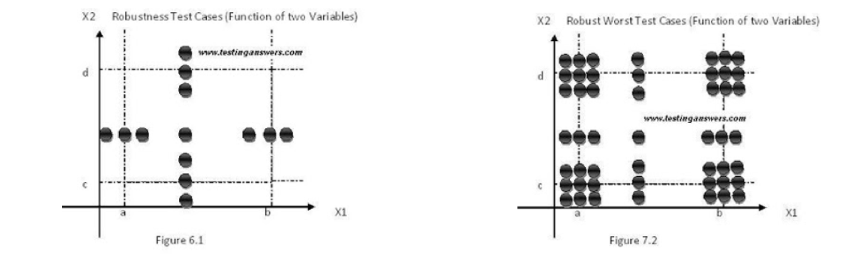 X2 Robustness Test Cases (Function of two Variables)
www.testinganswers.com
d
c
a
b
X1
Figure 6.1
X2 Robust Worst Test Cases (Function of two Variables)
d
www.testinganswers.com
c
a
b
X1
Figure 7.2